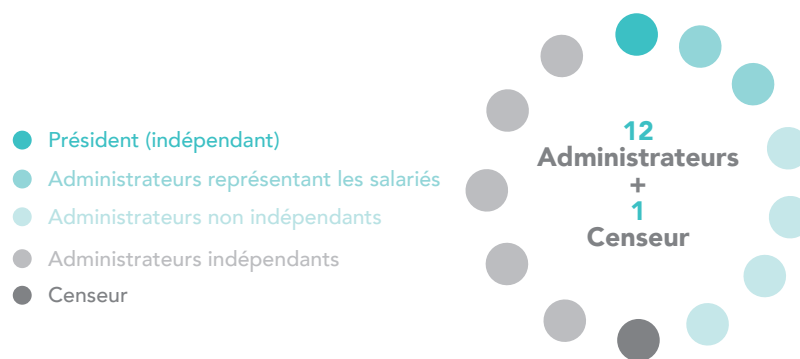 Président (indépendant)
Administrateurs représentant les salariés
Administrateurs non indépendants
Administrateurs indépendants
Censeur
12
Administrateurs
+
1
Censeur